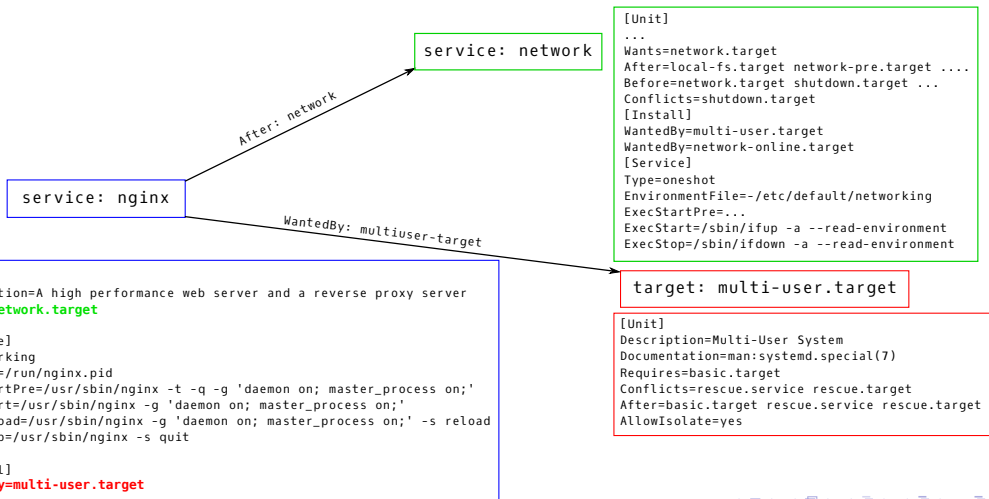 service: network
[Unit]
...
Wants=network.target
After=local-fs.target network-pre.target ....
Before=network.target shutdown.target ...
Conflicts=shutdown.target
[Install]
WantedBy=multi-user.target
WantedBy=network-online.target
[Service]
Type=oneshot
EnvironmentFile=-/etc/default/networking
ExecStartPre=...
ExecStart=/sbin/ifup -a --read-environment
ExecStop=/sbin/ifdown -a --read-environment
After: network
service: nginx
WantedBy: multiuser-target
tion=A high performance web server and a reverse proxy server
etwork.target
e]
rking
=/run/nginx.pid
rtPre=/usr/sbin/nginx -t -q -g 'daemon on; master_process on;'
rt=/usr/sbin/nginx -g 'daemon on; master_process on;'
oad=/usr/sbin/nginx -g 'daemon on; master_process on;' -s reload
p=/usr/sbin/nginx -s quit
l]
y=multi-user.target
target: multi-user.target
[Unit]
Description=Multi-User System
Documentation=man:systemd.special(7)
Requires=basic.target
Conflicts=rescue.service rescue.target
After=basic.target rescue.service rescue.target
AllowIsolate=yes